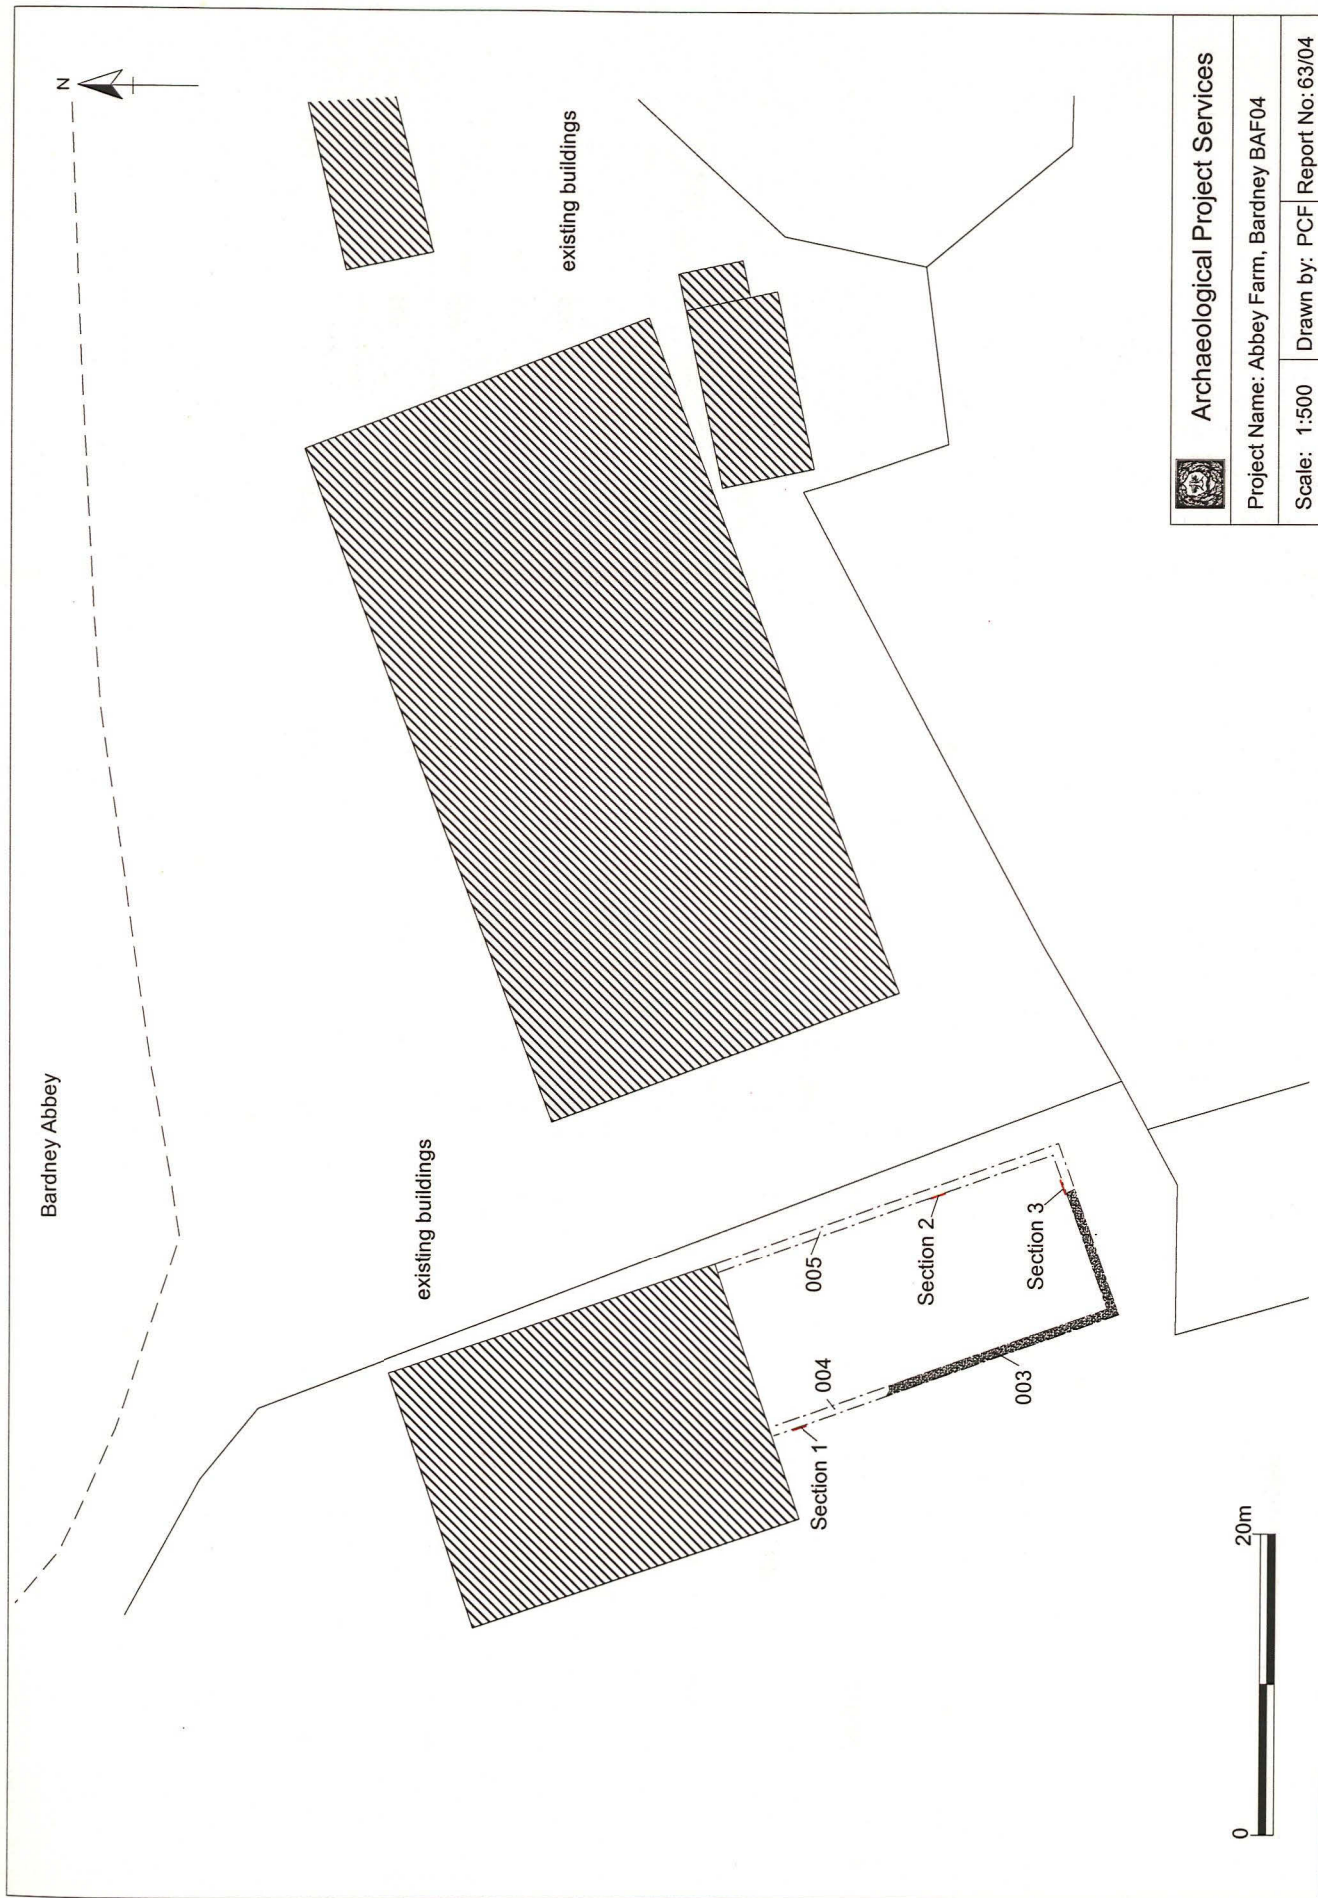 Bardney Abbey
N
existing buildings
existing buildings
Section 1
004
005
Section 2
Section 3
003
0
20m
Archaeological Project Services
Project Name: Abbey Farm, Bardney BAF04
Scale: 1:500
Drawn by: PCF
Report No: 63/04